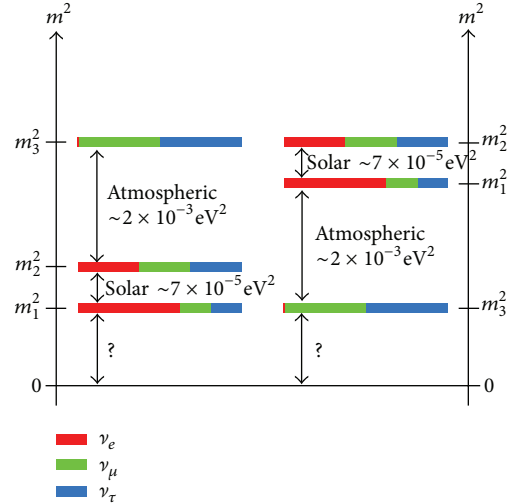 m² m²
m₃² m₂²
Solar ~7 × 10⁻⁵ eV²
m₁²
Atmospheric
~2 × 10⁻³ eV²
Atmospheric
~2 × 10⁻³ eV²
m₂²
Solar ~7 × 10⁻⁵ eV²
m₁² m₃²
? ?
0 0
νₑ
ν_μ
ν_τ